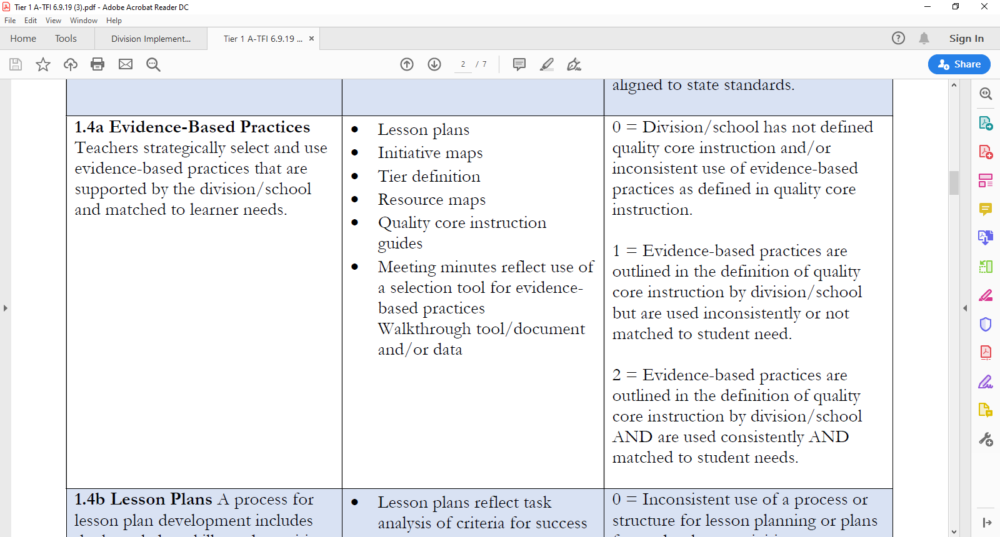 Tier 1 A-TFI 6.9.19 (3).pdf - Adobe Acrobat Reader DC
File Edit View Window Help
Home Tools Division Implement... Tier 1 A-TFI 6.9.19 ... × Sign In
2 / 7 Share
aligned to state standards.
1.4a Evidence-Based Practices
Teachers strategically select and use
evidence-based practices that are
supported by the division/school
and matched to learner needs.
• Lesson plans
• Initiative maps
• Tier definition
• Resource maps
• Quality core instruction
guides
• Meeting minutes reflect use of
a selection tool for evidence-
based practices
Walkthrough tool/document
and/or data
0 = Division/school has not defined
quality core instruction and/or
inconsistent use of evidence-based
practices as defined in quality core
instruction.
1 = Evidence-based practices are
outlined in the definition of quality
core instruction by division/school
but are used inconsistently or not
matched to student need.
2 = Evidence-based practices are
outlined in the definition of quality
core instruction by division/school
AND are used consistently AND
matched to student needs.
1.4b Lesson Plans A process for
lesson plan development includes
• Lesson plans reflect task
analysis of criteria for success
0 = Inconsistent use of a process or
structure for lesson planning or plans